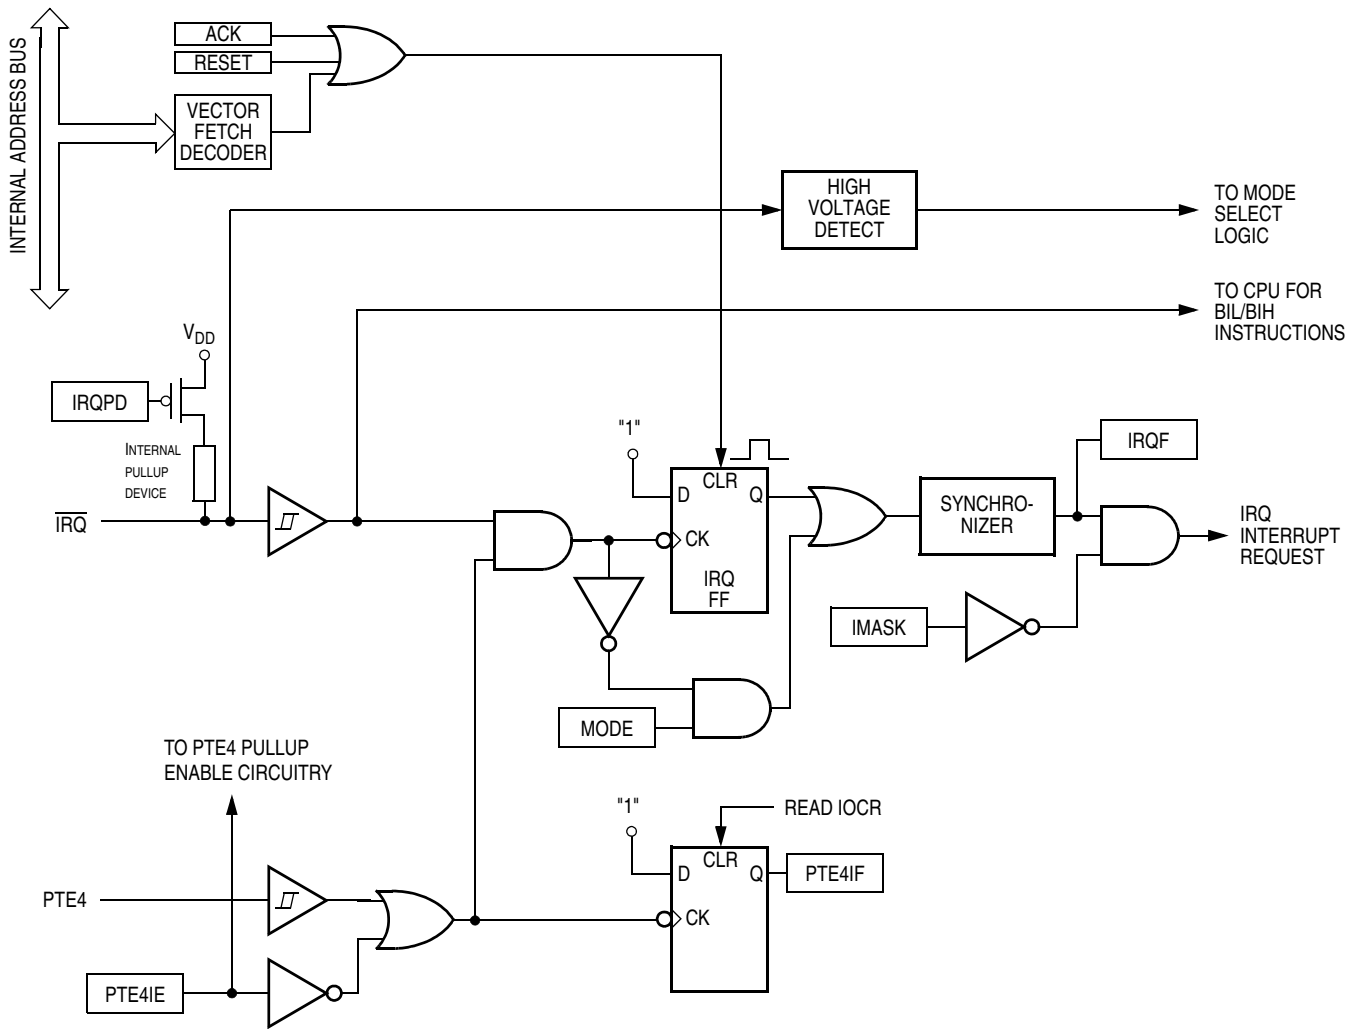 INTERNAL ADDRESS BUS
ACK
RESET
VECTOR
FETCH
DECODER
HIGH
VOLTAGE
DETECT
TO MODE
SELECT
LOGIC
TO CPU FOR
BIL/BIH
INSTRUCTIONS
VDD
IRQPD
INTERNAL
PULLUP
DEVICE
IRQ
"1"
D
CLR
Q
CK
IRQ
FF
SYNCHRO-
NIZER
IRQF
IRQ
INTERRUPT
REQUEST
IMASK
MODE
TO PTE4 PULLUP
ENABLE CIRCUITRY
"1"
READ IOCR
D
CLR
Q
CK
PTE4IF
PTE4
PTE4IE